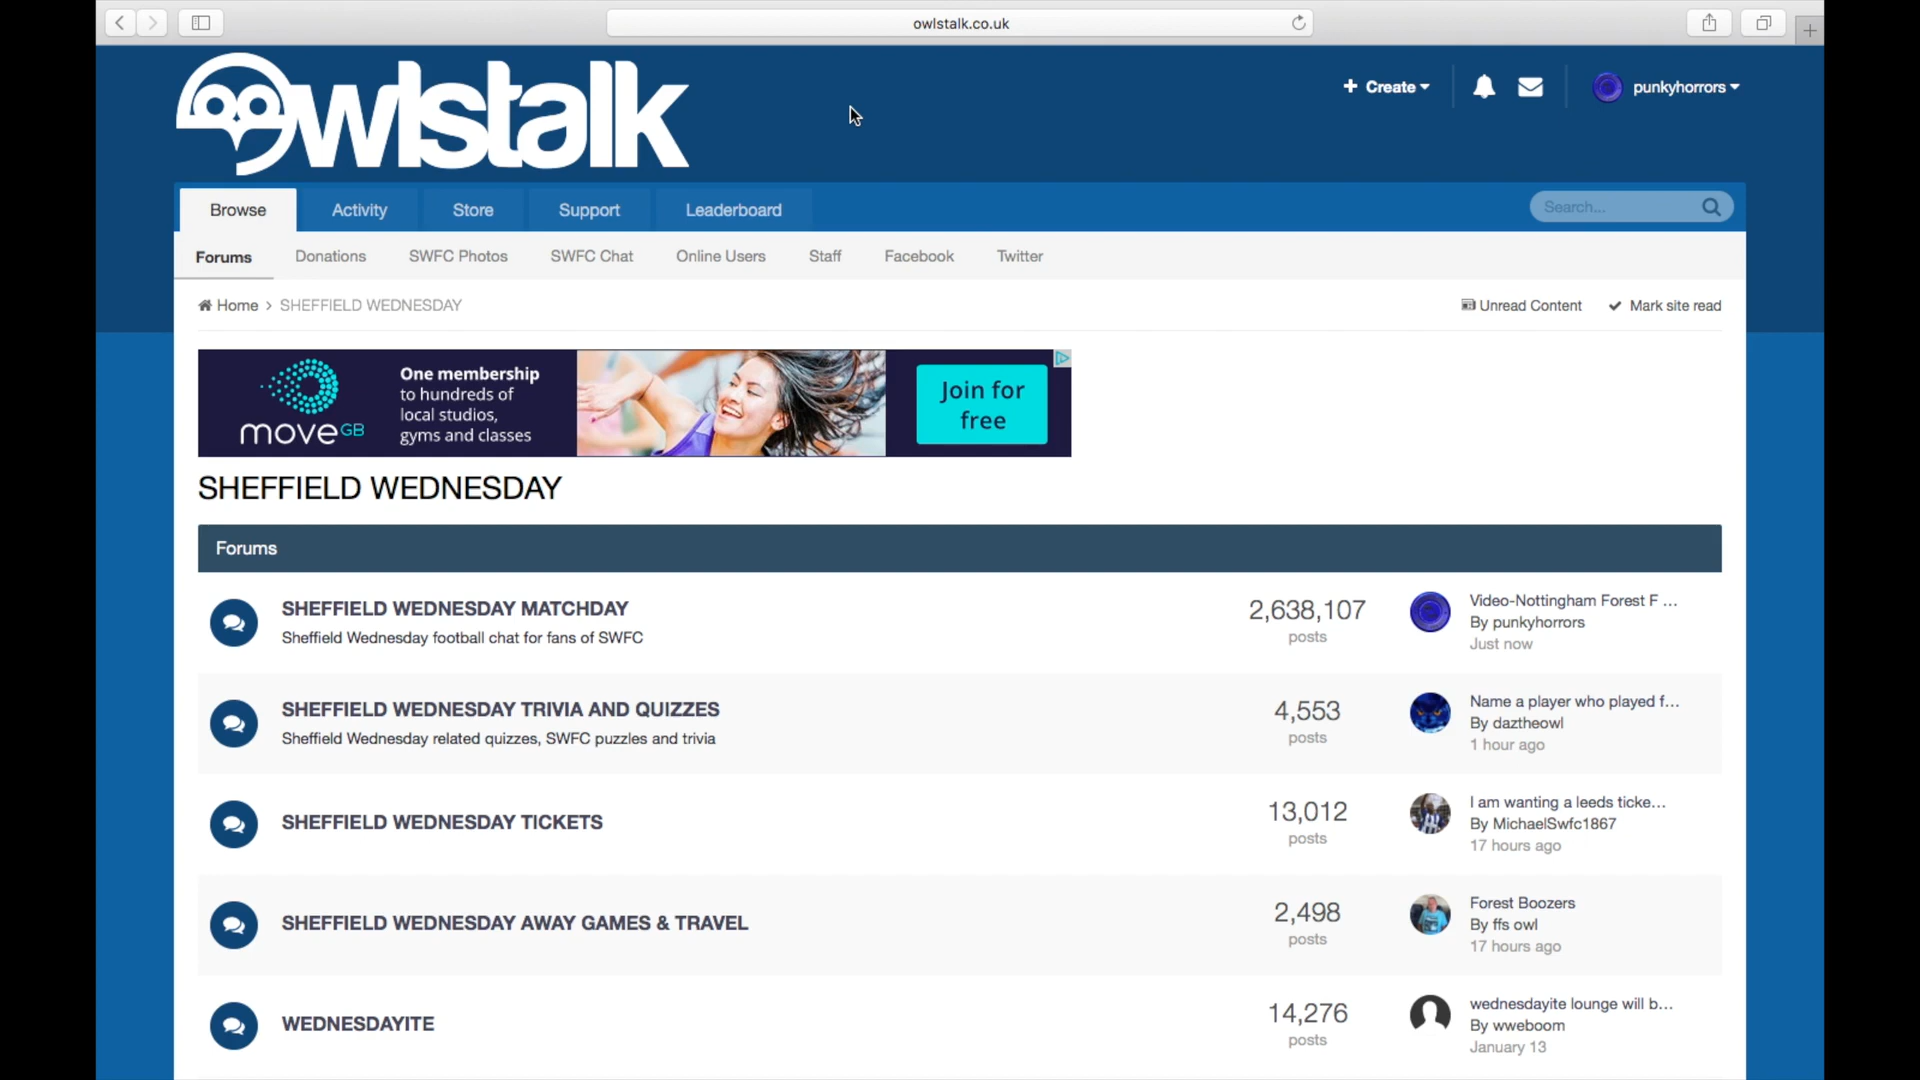 owlstalk.co.uk
owlstalk
Create
punkyhorrors
Browse
Activity
Store
Support
Leaderboard
Search...
Forums
Donations
SWFC Photos
SWFC Chat
Online Users
Staff
Facebook
Twitter
Home > SHEFFIELD WEDNESDAY
Unread Content
Mark site read
moveGB
One membership
to hundreds of
local studios,
gyms and classes
Join for
free
SHEFFIELD WEDNESDAY
Forums
SHEFFIELD WEDNESDAY MATCHDAY
Sheffield Wednesday football chat for fans of SWFC
2,638,107
posts
Video-Nottingham Forest F ...
By punkyhorrors
Just now
SHEFFIELD WEDNESDAY TRIVIA AND QUIZZES
Sheffield Wednesday related quizzes, SWFC puzzles and trivia
4,553
posts
Name a player who played f...
By daztheowl
1 hour ago
SHEFFIELD WEDNESDAY TICKETS
13,012
posts
I am wanting a leeds ticke...
By MichaelSwfc1867
17 hours ago
SHEFFIELD WEDNESDAY AWAY GAMES & TRAVEL
2,498
posts
Forest Boozers
By ffs owl
17 hours ago
WEDNESDAYITE
14,276
posts
wednesdayite lounge will b...
By wweboom
January 13